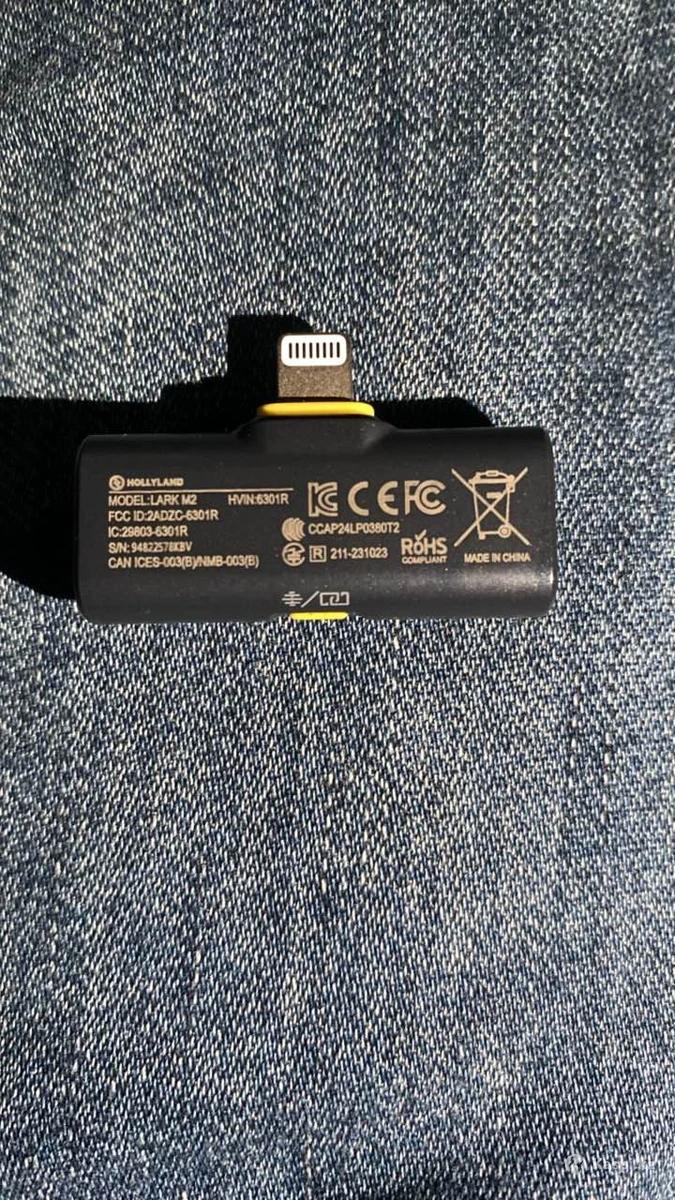 HOLLYLAND
MODEL:LARK M2 HVIN:6301R
FCC ID:2ADZC-6301R
IC:29803-6301R
S/N: 94822578KBV
CAN ICES-003(B)/NMB-003(B)
CE FC
CCAP24LP0380T2
R 211-231023
RoHS
COMPLIANT
MADE IN CHINA